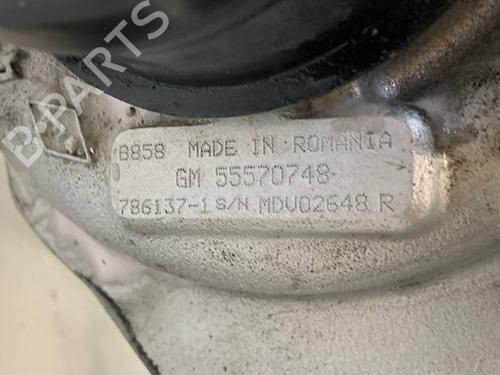 B858 MADE IN ROMANIA
GM 55570748
786137-1 S/N MDV02648 R
B-PARTS